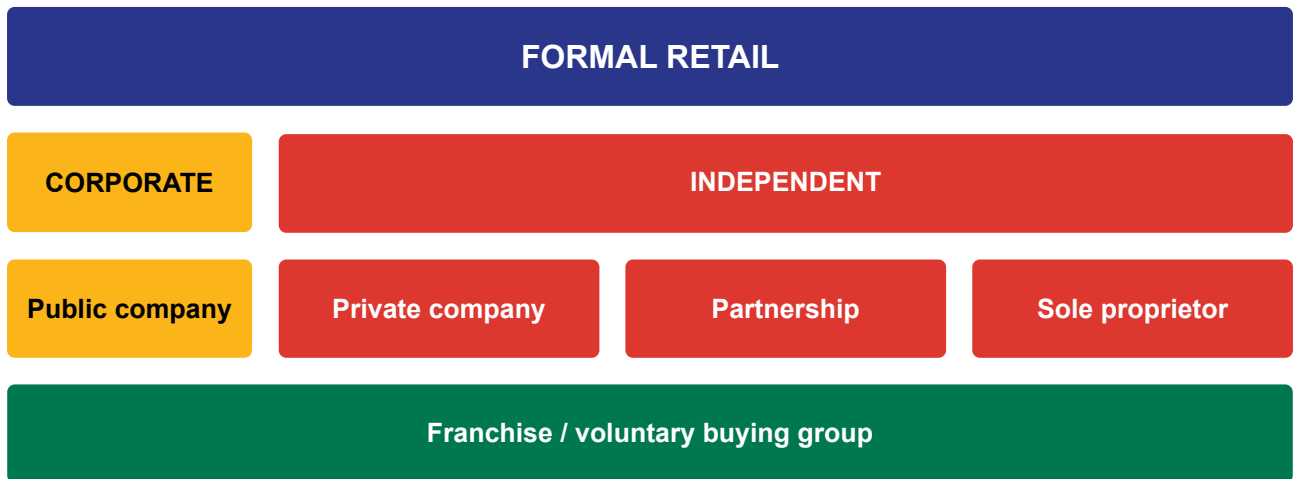 FORMAL RETAIL
CORPORATE
INDEPENDENT
Public company
Private company
Partnership
Sole proprietor
Franchise / voluntary buying group